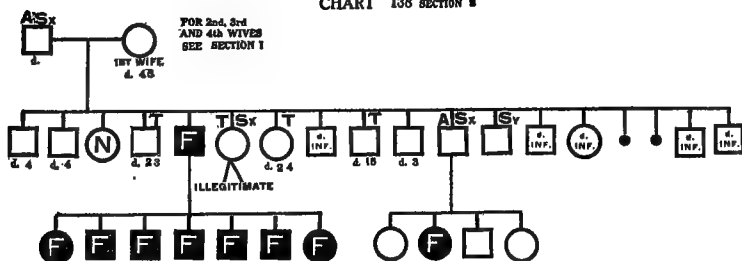 CHART 138 SECTION 2
A Sx
FOR 2nd, 3rd
AND 4th WIVES
SEE SECTION 1
d.
1ST WIFE
d. 48
T T Sx T T A Sx Sy
N F d. INF. d. INF. d. INF. d. INF. d. INF.
d. 4 d. 4 d. 23 d. 24 d. 15 d. 3
ILLEGITIMATE
F F F F F F F F